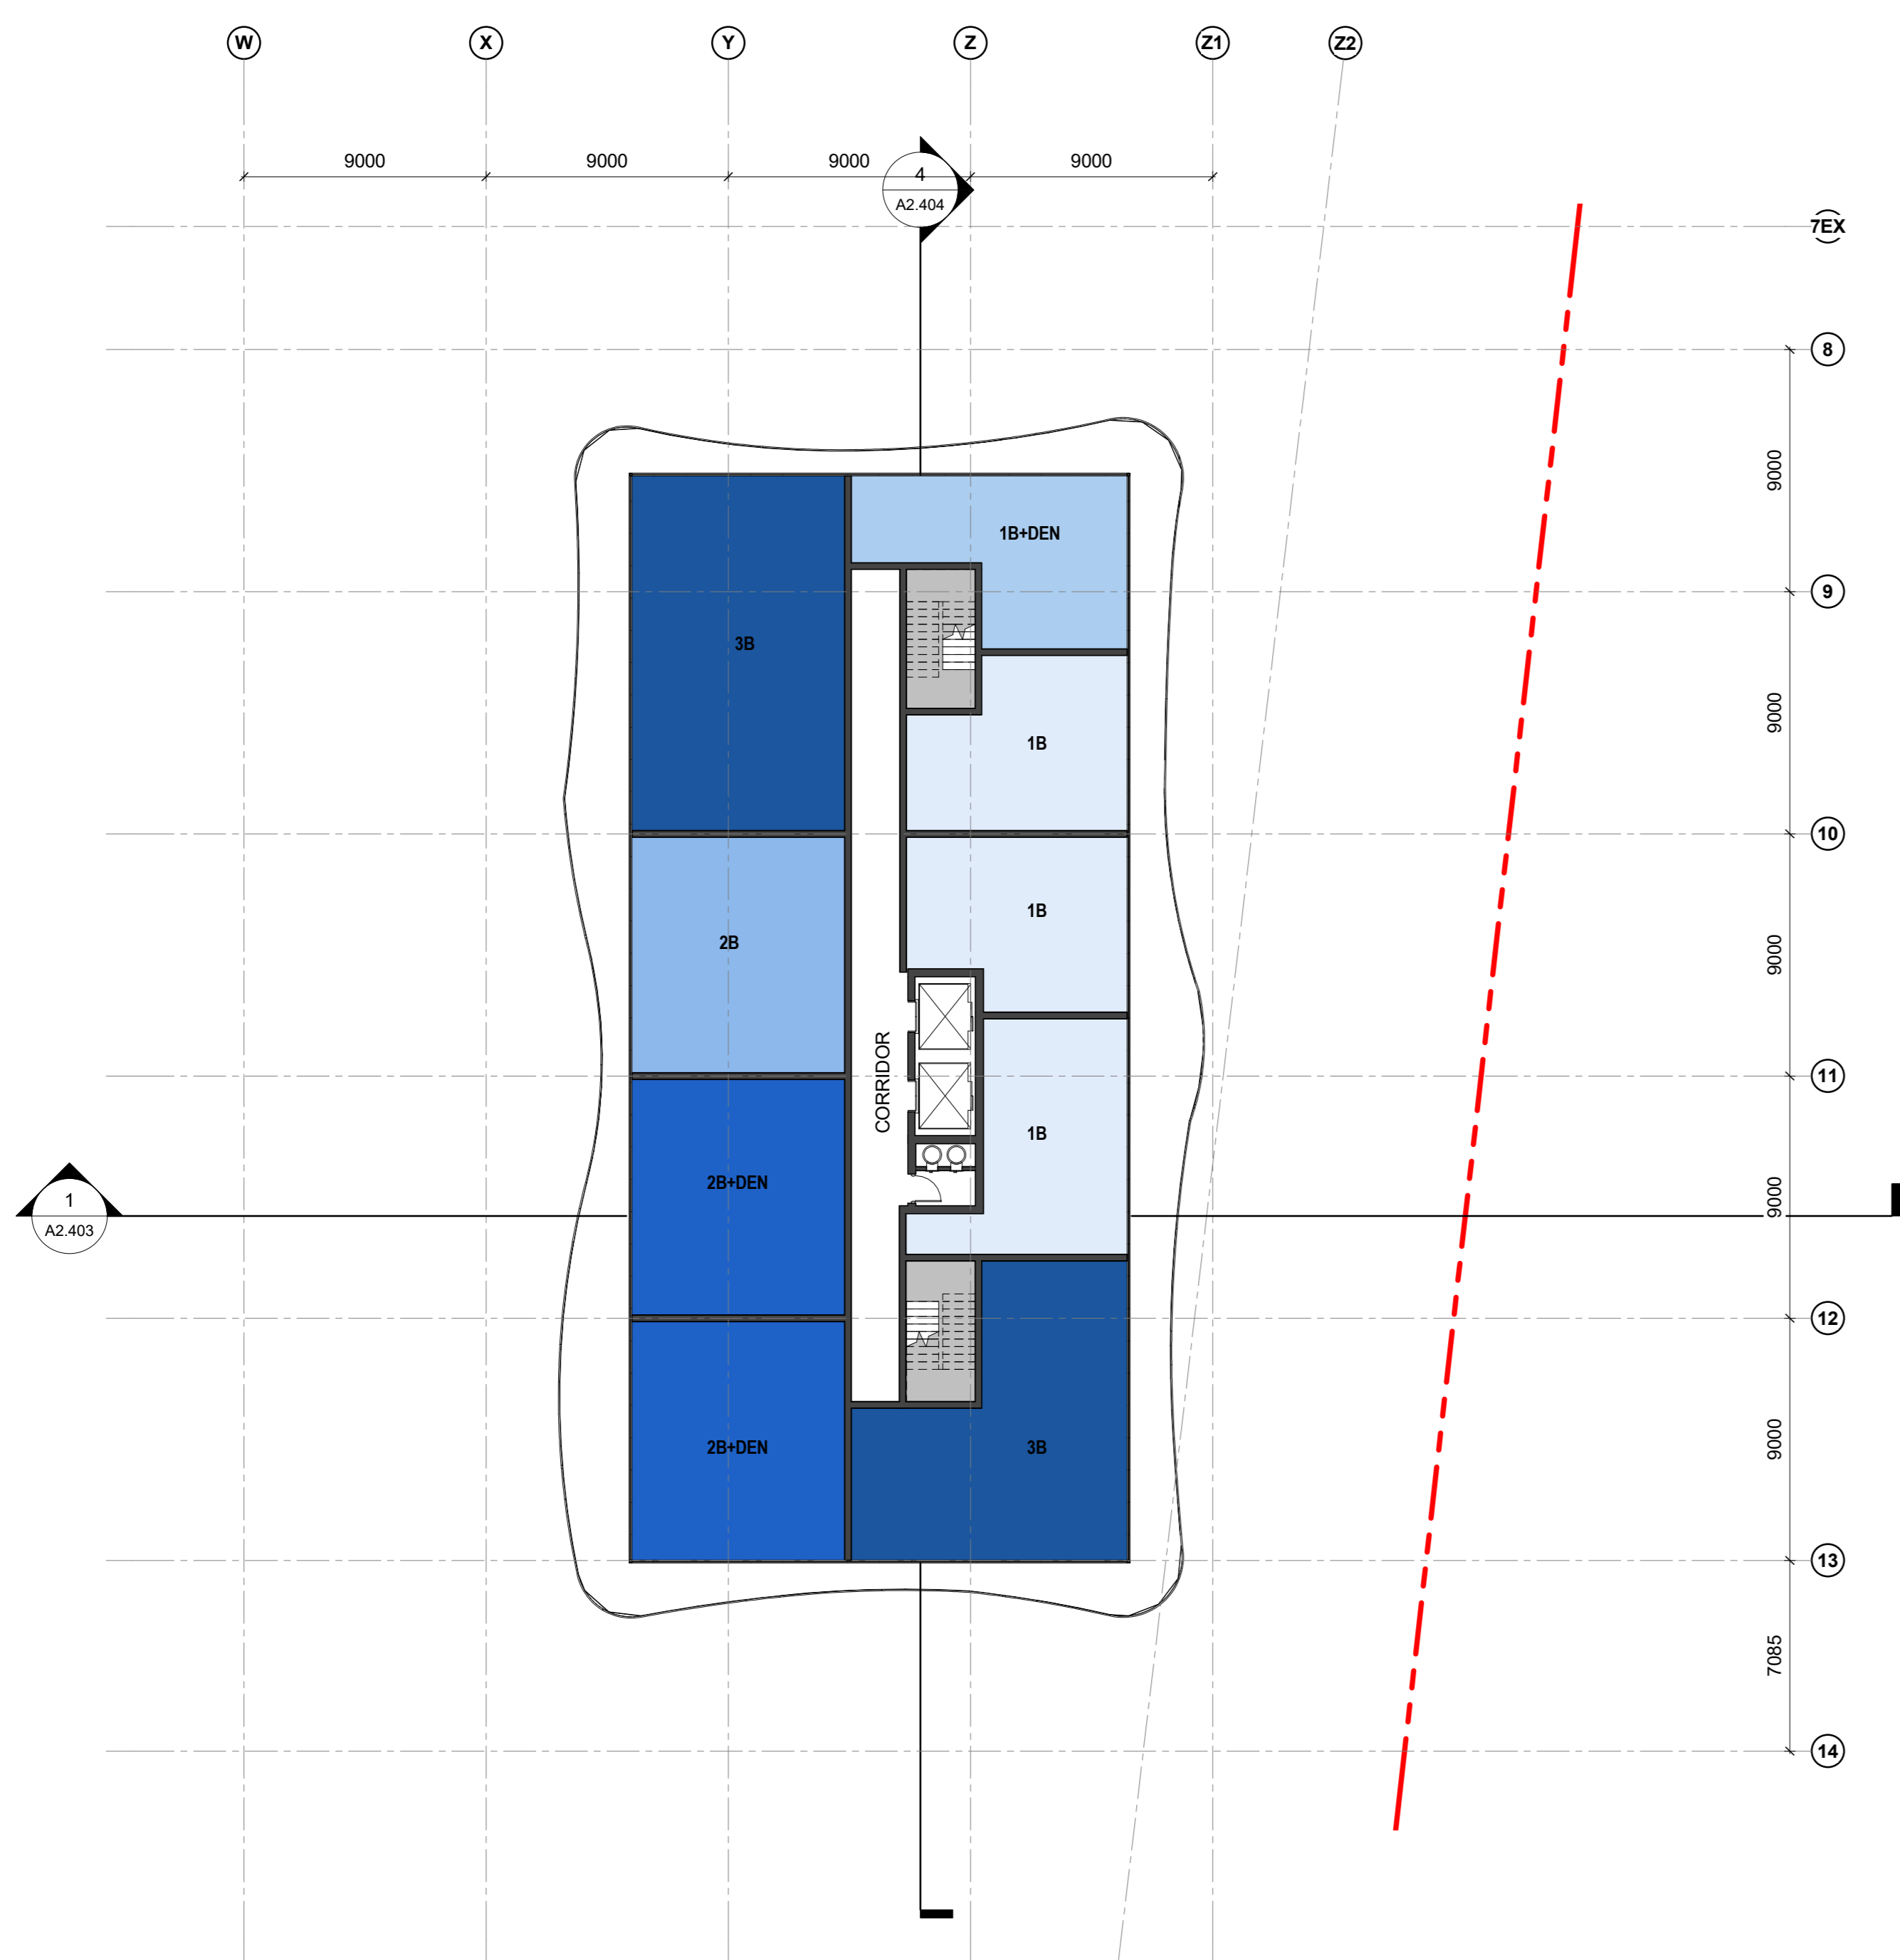 W
X
Y
Z
Z1
Z2
9000
9000
9000
9000
4
A2.404
7EX
8
9000
1B+DEN
9
3B
9000
1B
10
1B
2B
9000
CORRIDOR
11
1B
2B+DEN
9000
1
A2.403
12
9000
2B+DEN
3B
13
7085
14